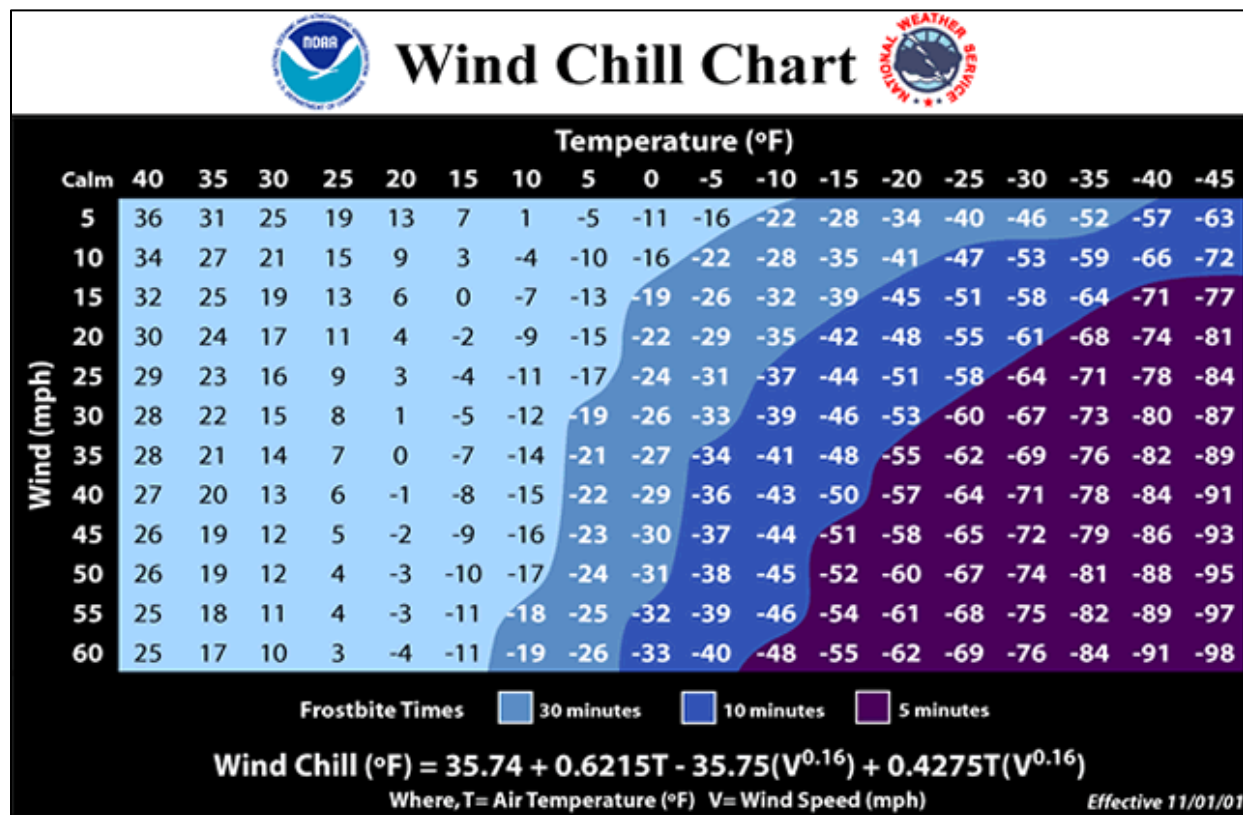 NOAA
NATIONAL OCEANIC AND ATMOSPHERIC ADMINISTRATION
U.S. DEPARTMENT OF COMMERCE
Wind Chill Chart
NATIONAL WEATHER SERVICE
Temperature (ºF)
Calm 40 35 30 25 20 15 10 5 0 -5 -10 -15 -20 -25 -30 -35 -40 -45
Wind (mph)
5 36 31 25 19 13 7 1 -5 -11 -16 -22 -28 -34 -40 -46 -52 -57 -63
10 34 27 21 15 9 3 -4 -10 -16 -22 -28 -35 -41 -47 -53 -59 -66 -72
15 32 25 19 13 6 0 -7 -13 -19 -26 -32 -39 -45 -51 -58 -64 -71 -77
20 30 24 17 11 4 -2 -9 -15 -22 -29 -35 -42 -48 -55 -61 -68 -74 -81
25 29 23 16 9 3 -4 -11 -17 -24 -31 -37 -44 -51 -58 -64 -71 -78 -84
30 28 22 15 8 1 -5 -12 -19 -26 -33 -39 -46 -53 -60 -67 -73 -80 -87
35 28 21 14 7 0 -7 -14 -21 -27 -34 -41 -48 -55 -62 -69 -76 -82 -89
40 27 20 13 6 -1 -8 -15 -22 -29 -36 -43 -50 -57 -64 -71 -78 -84 -91
45 26 19 12 5 -2 -9 -16 -23 -30 -37 -44 -51 -58 -65 -72 -79 -86 -93
50 26 19 12 4 -3 -10 -17 -24 -31 -38 -45 -52 -60 -67 -74 -81 -88 -95
55 25 18 11 4 -3 -11 -18 -25 -32 -39 -46 -54 -61 -68 -75 -82 -89 -97
60 25 17 10 3 -4 -11 -19 -26 -33 -40 -48 -55 -62 -69 -76 -84 -91 -98
Frostbite Times 30 minutes 10 minutes 5 minutes
Wind Chill (ºF) = 35.74 + 0.6215T - 35.75(V^0.16) + 0.4275T(V^0.16)
Where, T= Air Temperature (ºF) V= Wind Speed (mph) Effective 11/01/01